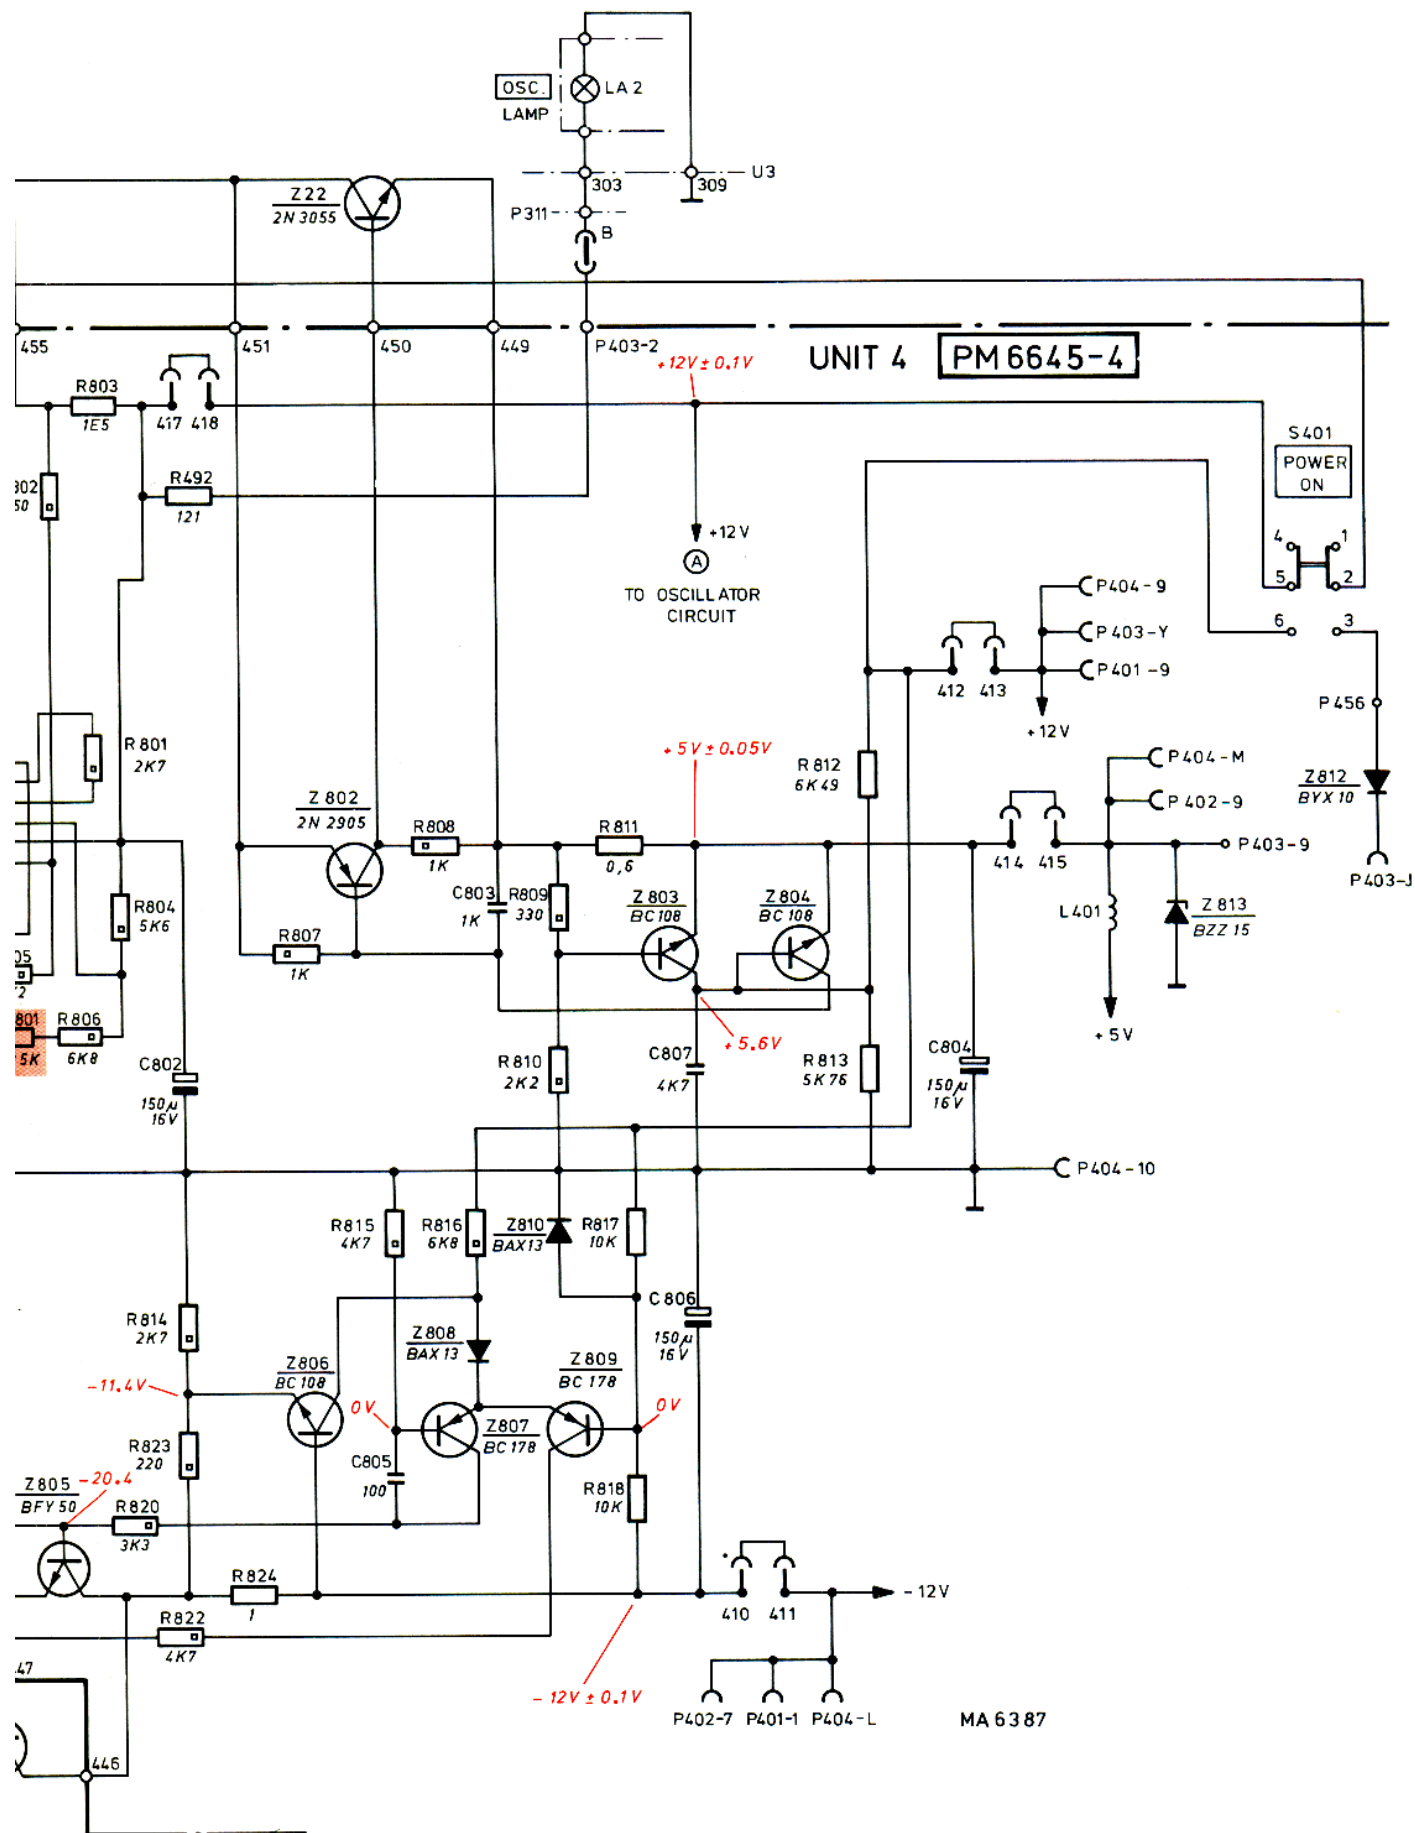 OSC.
LAMP
LA 2
303
309
U3
P311
B
Z22
2N 3055
455
451
450
449
P403-2
UNIT 4
PM 6645-4
+12V ± 0.1V
R803
1E5
417
418
S401
POWER
ON
802
50
R492
121
+12V
A
TO OSCILLATOR
CIRCUIT
4
1
5
2
6
3
P404-9
P403-Y
P401-9
412
413
+12V
P456
R801
2K7
+5V ± 0.05V
R812
6K49
P404-M
P402-9
Z812
BYX 10
Z802
2N 2905
R808
1K
R811
0,6
414
415
P403-9
P403-J
C803
1K
R809
330
Z803
BC108
Z804
BC 108
L401
Z813
BZZ 15
R804
5K6
R807
1K
05
K2
801
15K
R806
6K8
+5.6V
+5V
C802
150µ
16V
R810
2K2
C807
4K7
R813
5K76
C804
150µ
16V
P404-10
R815
4K7
R816
6K8
Z810
BAX13
R817
10K
R814
2K7
C806
150µ
16V
Z808
BAX 13
Z806
BC 108
Z809
BC 178
-11.4V
0V
0V
Z807
BC 178
R823
220
C805
100
R818
10K
Z805
BFY 50
-20.4
R820
3K3
R824
1
-12V
R822
4K7
410
411
447
-12V ± 0.1V
P402-7
P401-1
P404-L
MA 6387
446